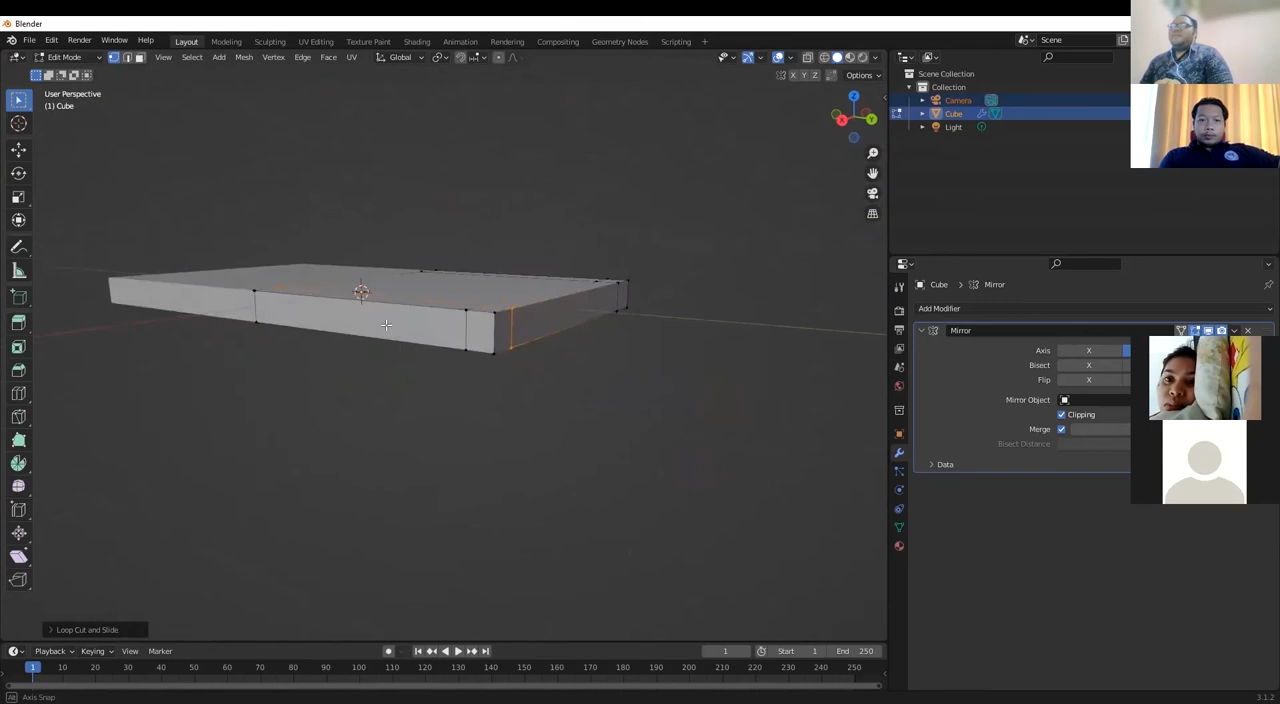 Blender
File Edit Render Window Help Layout Modeling Sculpting UV Editing Texture Paint Shading Animation Rendering Compositing Geometry Nodes Scripting + Scene
Edit Mode View Select Add Mesh Vertex Edge Face UV Global
X Y Z Options
User Perspective
(1) Cube
Z
X Y
Scene Collection
Collection
Camera
Cube
Light
Cube > Mirror
Add Modifier
Mirror
Axis X
Bisect X
Flip X
Mirror Object
Clipping
Merge
Bisect Distance
Data
Loop Cut and Slide
Playback Keying View Marker 1 Start 1 End 250
1 10 20 30 40 50 60 70 80 90 100 110 120 130 140 150 160 170 180 190 200 210 220 230 240 250
Alt Axis Snap 3.1.2